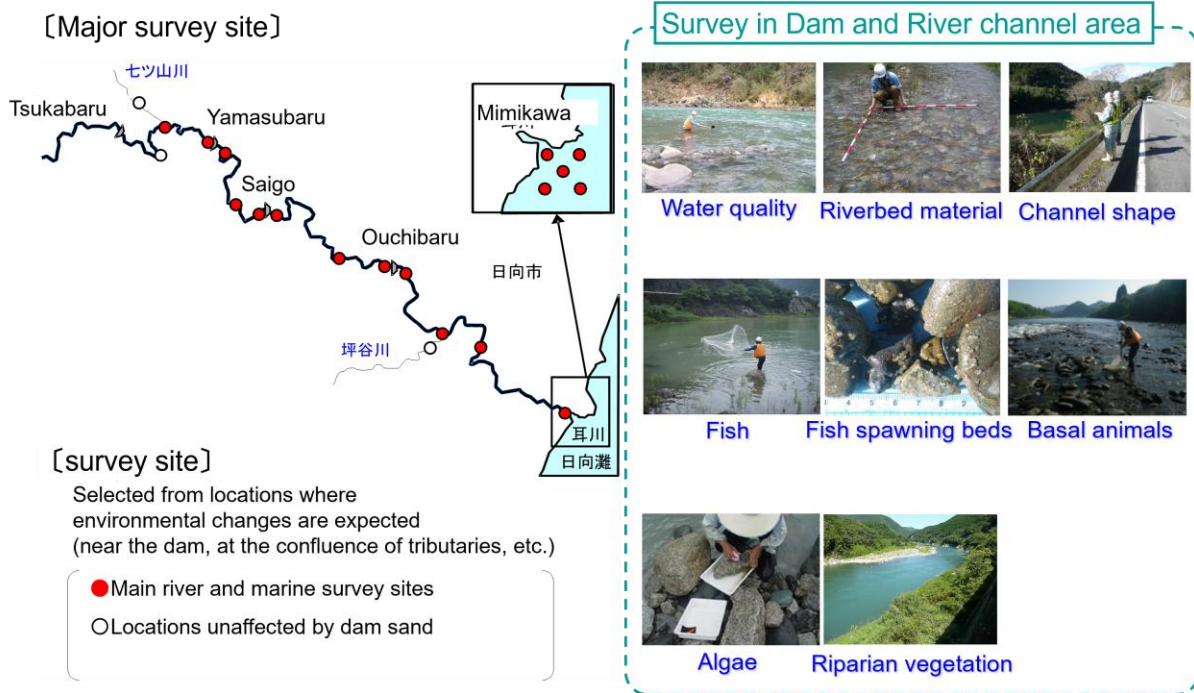 〔Major survey site〕
七ツ山川
Tsukabaru
Yamasubaru
Saigo
Ouchibaru
Mimikawa
日向市
坪谷川
耳川
日向灘
〔survey site〕
Selected from locations where
environmental changes are expected
(near the dam, at the confluence of tributaries, etc.)
Main river and marine survey sites
Locations unaffected by dam sand
Survey in Dam and River channel area
Water quality
Riverbed material
Channel shape
Fish
Fish spawning beds
Basal animals
Algae
Riparian vegetation